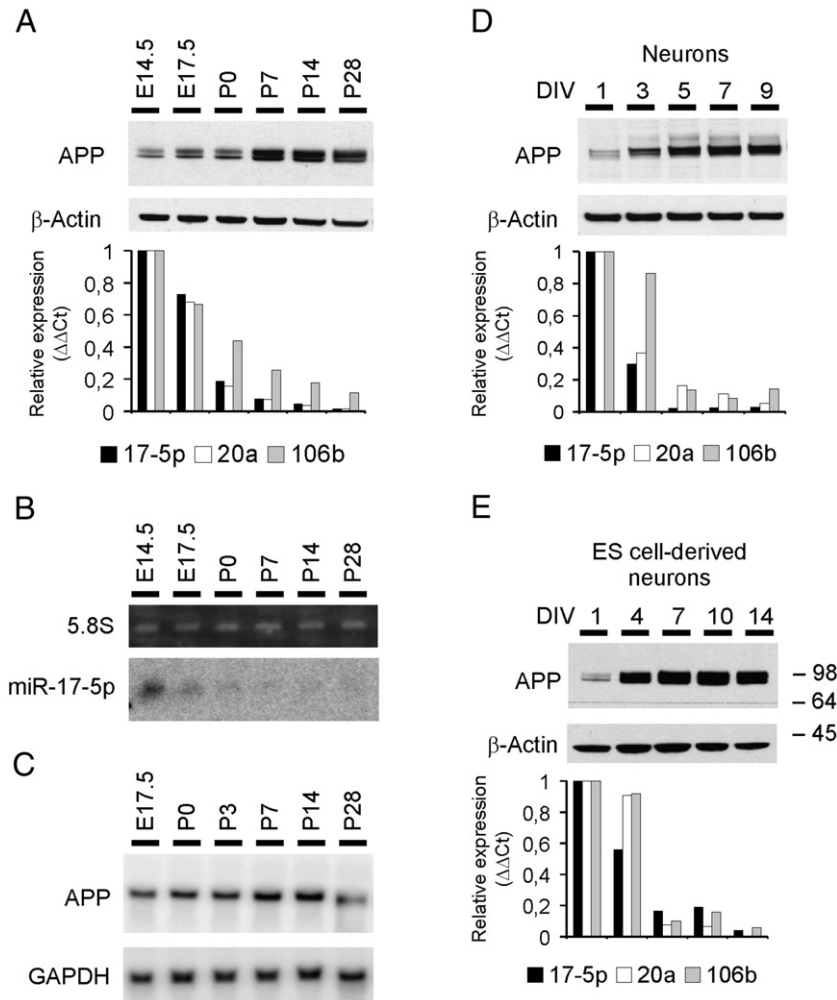 A
E14.5 E17.5 P0 P7 P14 P28
APP
β-Actin
Relative expression
(ΔΔCt)
1
0,8
0,6
0,4
0,2
0
17-5p 20a 106b
B
E14.5 E17.5 P0 P7 P14 P28
5.8S
miR-17-5p
C
E17.5 P0 P3 P7 P14 P28
APP
GAPDH
D
Neurons
DIV 1 3 5 7 9
APP
β-Actin
Relative expression
(ΔΔCt)
1
0,8
0,6
0,4
0,2
0
17-5p 20a 106b
E
ES cell-derived
neurons
DIV 1 4 7 10 14
APP
– 98
– 64
– 45
β-Actin
Relative expression
(ΔΔCt)
1
0,8
0,6
0,4
0,2
0
17-5p 20a 106b